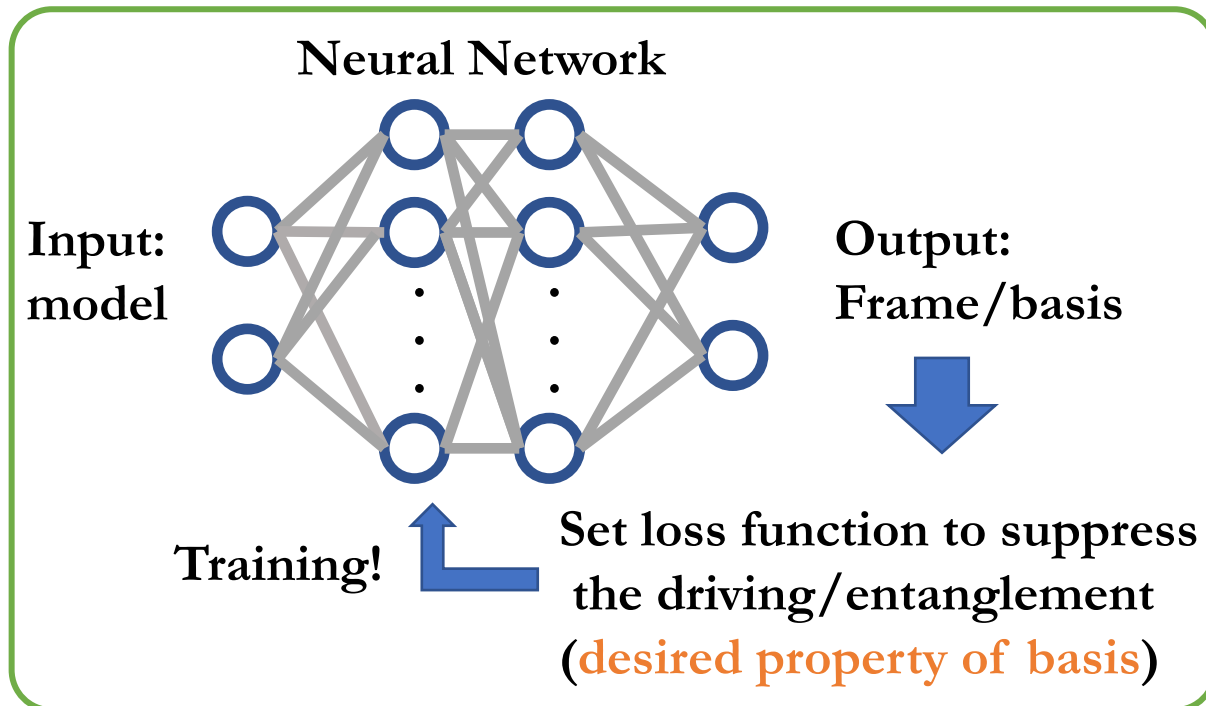 Neural Network
Input:
model
Output:
Frame/basis
Training!
Set loss function to suppress
the driving/entanglement
(desired property of basis)